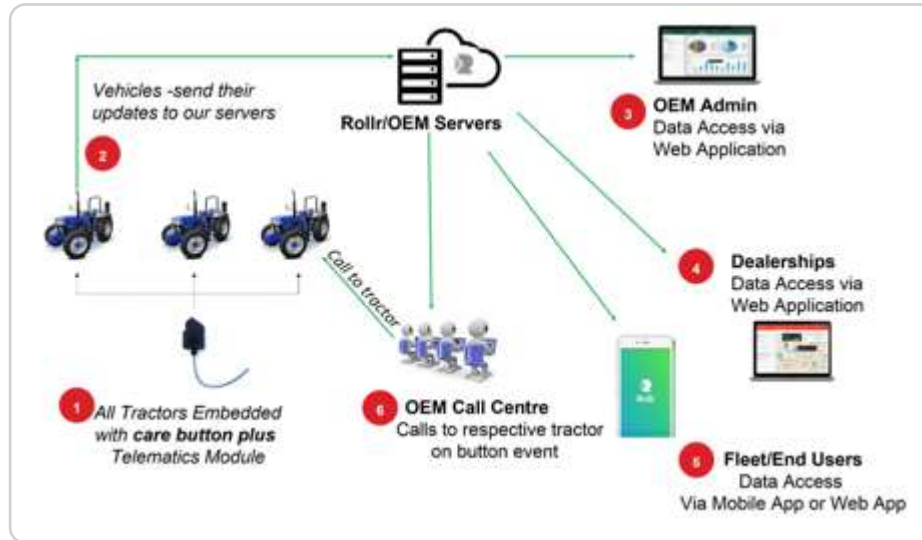 Vehicles -send their
updates to our servers
2
Rollr/OEM Servers
3
OEM Admin
Data Access via
Web Application
4
Dealerships
Data Access via
Web Application
Call to tractor
1
All Tractors Embedded
with care button plus
Telematics Module
6
OEM Call Centre
Calls to respective tractor
on button event
5
Fleet/End Users
Data Access
Via Mobile App or Web App